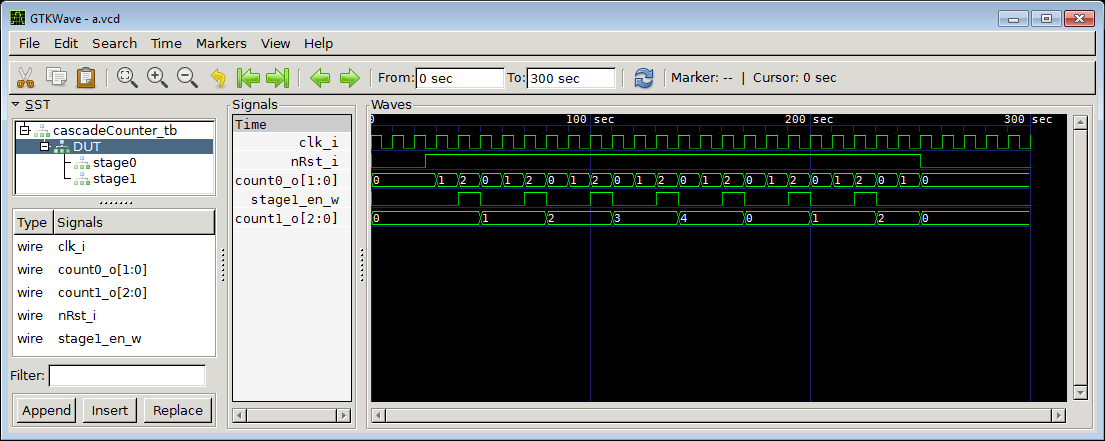 GTKWave - a.vcd
File Edit Search Time Markers View Help
From: 0 sec To: 300 sec Marker: -- | Cursor: 0 sec
SST
cascadeCounter_tb
DUT
stage0
stage1
Type Signals
wire clk_i
wire count0_o[1:0]
wire count1_o[2:0]
wire nRst_i
wire stage1_en_w
Filter:
Append Insert Replace
Signals
Time
clk_i
nRst_i
count0_o[1:0]
stage1_en_w
count1_o[2:0]
Waves
0 100 sec 200 sec 300 sec
0 1 2 0 1 2 0 1 2 0 1 2 0 1 2 0 1 2 0 1 2 0 1 0
0 1 2 3 4 0 1 2 0